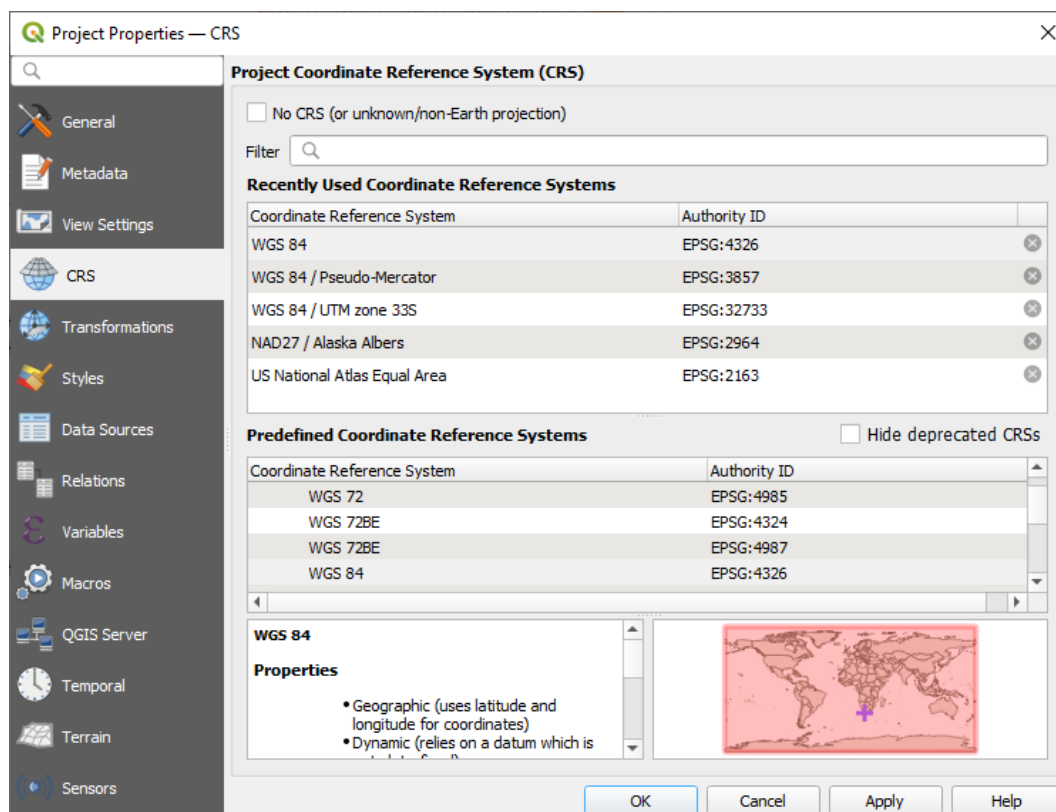 Project Properties — CRS
General
Metadata
View Settings
CRS
Transformations
Styles
Data Sources
Relations
Variables
Macros
QGIS Server
Temporal
Terrain
Sensors
Project Coordinate Reference System (CRS)
No CRS (or unknown/non-Earth projection)
Filter
Recently Used Coordinate Reference Systems
Coordinate Reference System Authority ID
WGS 84 EPSG:4326
WGS 84 / Pseudo-Mercator EPSG:3857
WGS 84 / UTM zone 33S EPSG:32733
NAD27 / Alaska Albers EPSG:2964
US National Atlas Equal Area EPSG:2163
Predefined Coordinate Reference Systems Hide deprecated CRSs
Coordinate Reference System Authority ID
WGS 72 EPSG:4985
WGS 72BE EPSG:4324
WGS 72BE EPSG:4987
WGS 84 EPSG:4326
WGS 84
Properties
• Geographic (uses latitude and
longitude for coordinates)
• Dynamic (relies on a datum which is
OK Cancel Apply Help